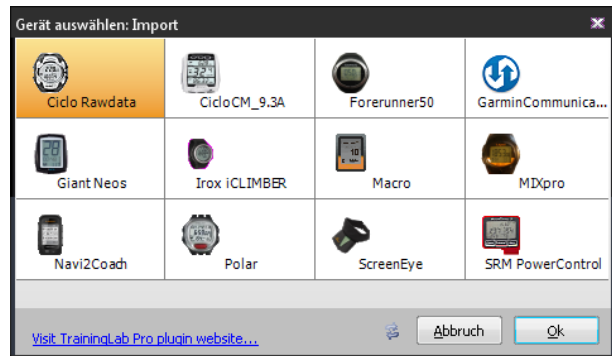 Gerät auswählen: Import
Ciclo Rawdata
CicloCM_9.3A
Forerunner50
GarminCommunica...
Giant Neos
Irox iCLIMBER
Macro
MIXpro
Navi2Coach
Polar
ScreenEye
SRM PowerControl
Visit TrainingLab Pro plugin website...
Abbruch
Ok